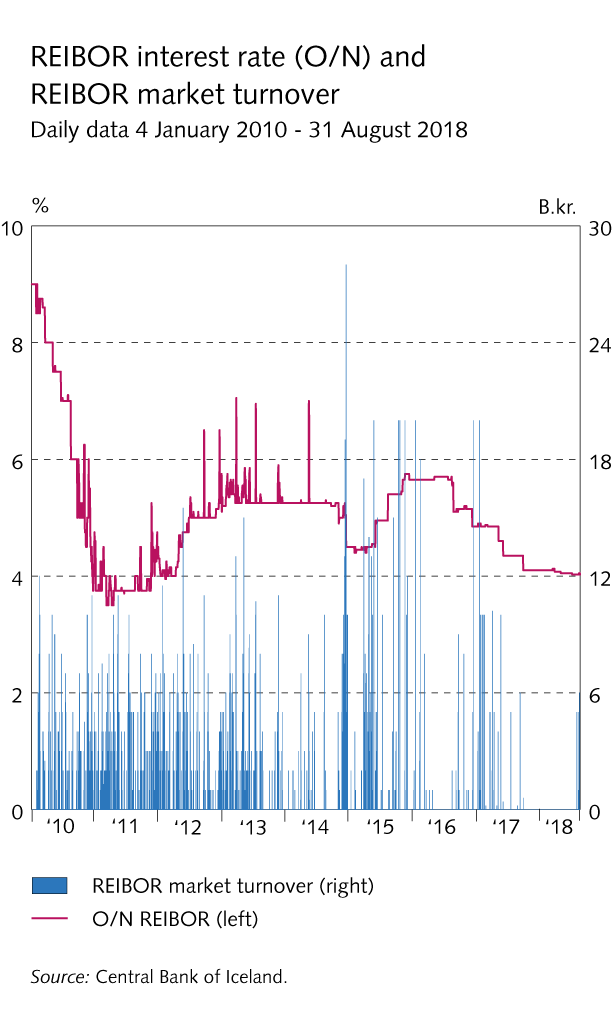 REIBOR interest rate (O/N) and
REIBOR market turnover
Daily data 4 January 2010 - 31 August 2018
% B.kr.
10 30
8 24
6 18
4 12
2 6
0 0
‘10 ‘11 ‘12 ‘13 ‘14 ‘15 ‘16 ‘17 ‘18
REIBOR market turnover (right)
O/N REIBOR (left)
Source: Central Bank of Iceland.